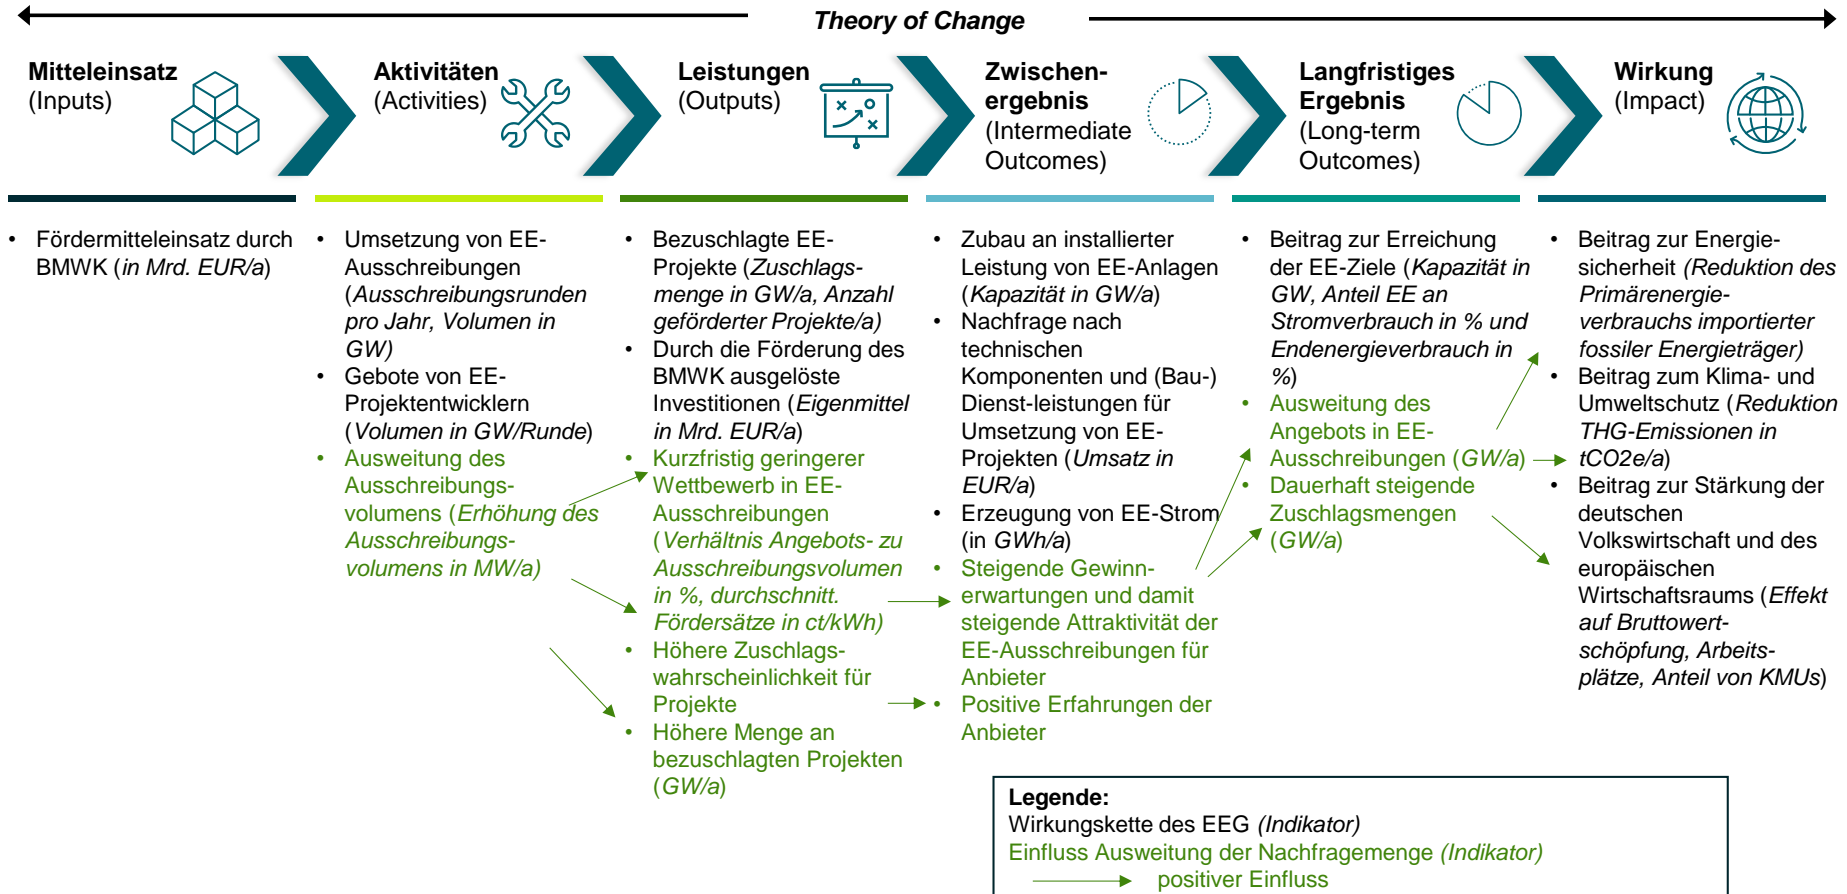 Theory of Change
Mitteleinsatz
(Inputs)
Aktivitäten
(Activities)
Leistungen
(Outputs)
Zwischen-
ergebnis
(Intermediate
Outcomes)
Langfristiges
Ergebnis
(Long-term
Outcomes)
Wirkung
(Impact)
• Fördermitteleinsatz durch
BMWK (in Mrd. EUR/a)
• Umsetzung von EE-
Ausschreibungen
(Ausschreibungsrunden
pro Jahr, Volumen in
GW)
• Gebote von EE-
Projektentwicklern
(Volumen in GW/Runde)
• Ausweitung des
Ausschreibungs-
volumens (Erhöhung des
Ausschreibungs-
volumens in MW/a)
• Bezuschlagte EE-
Projekte (Zuschlags-
menge in GW/a, Anzahl
geförderter Projekte/a)
• Durch die Förderung des
BMWK ausgelöste
Investitionen (Eigenmittel
in Mrd. EUR/a)
• Kurzfristig geringerer
Wettbewerb in EE-
Ausschreibungen
(Verhältnis Angebots- zu
Ausschreibungsvolumen
in %, durchschnitt.
Fördersätze in ct/kWh)
• Höhere Zuschlags-
wahrscheinlichkeit für
Projekte
• Höhere Menge an
bezuschlagten Projekten
(GW/a)
• Zubau an installierter
Leistung von EE-Anlagen
(Kapazität in GW/a)
• Nachfrage nach
technischen
Komponenten und (Bau-)
Dienst-leistungen für
Umsetzung von EE-
Projekten (Umsatz in
EUR/a)
• Erzeugung von EE-Strom
(in GWh/a)
• Steigende Gewinn-
erwartungen und damit
steigende Attraktivität der
EE-Ausschreibungen für
Anbieter
• Positive Erfahrungen der
Anbieter
• Beitrag zur Erreichung
der EE-Ziele (Kapazität in
GW, Anteil EE an
Stromverbrauch in % und
Endenergieverbrauch in
%)
• Ausweitung des
Angebots in EE-
Ausschreibungen (GW/a)
• Dauerhaft steigende
Zuschlagsmengen
(GW/a)
• Beitrag zur Energie-
sicherheit (Reduktion des
Primärenergie-
verbrauchs importierter
fossiler Energieträger)
• Beitrag zum Klima- und
Umweltschutz (Reduktion
THG-Emissionen in
tCO2e/a)
• Beitrag zur Stärkung der
deutschen
Volkswirtschaft und des
europäischen
Wirtschaftsraums (Effekt
auf Bruttowert-
schöpfung, Arbeits-
plätze, Anteil von KMUs)
Legende:
Wirkungskette des EEG (Indikator)
Einfluss Ausweitung der Nachfragemenge (Indikator)
positiver Einfluss